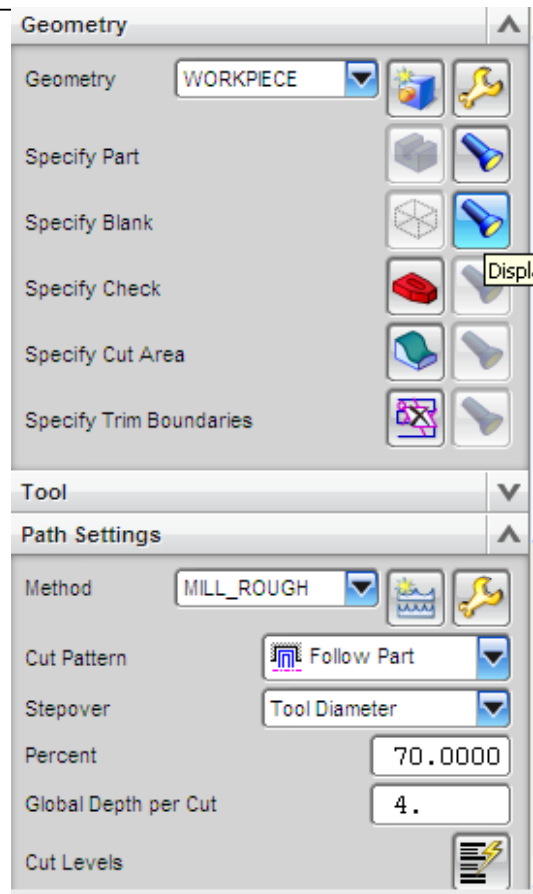 Geometry
Geometry WORKPIECE
Specify Part
Specify Blank
Displ
Specify Check
Specify Cut Area
Specify Trim Boundaries
Tool
Path Settings
Method MILL_ROUGH
Cut Pattern Follow Part
Stepover Tool Diameter
Percent 70.0000
Global Depth per Cut 4.
Cut Levels